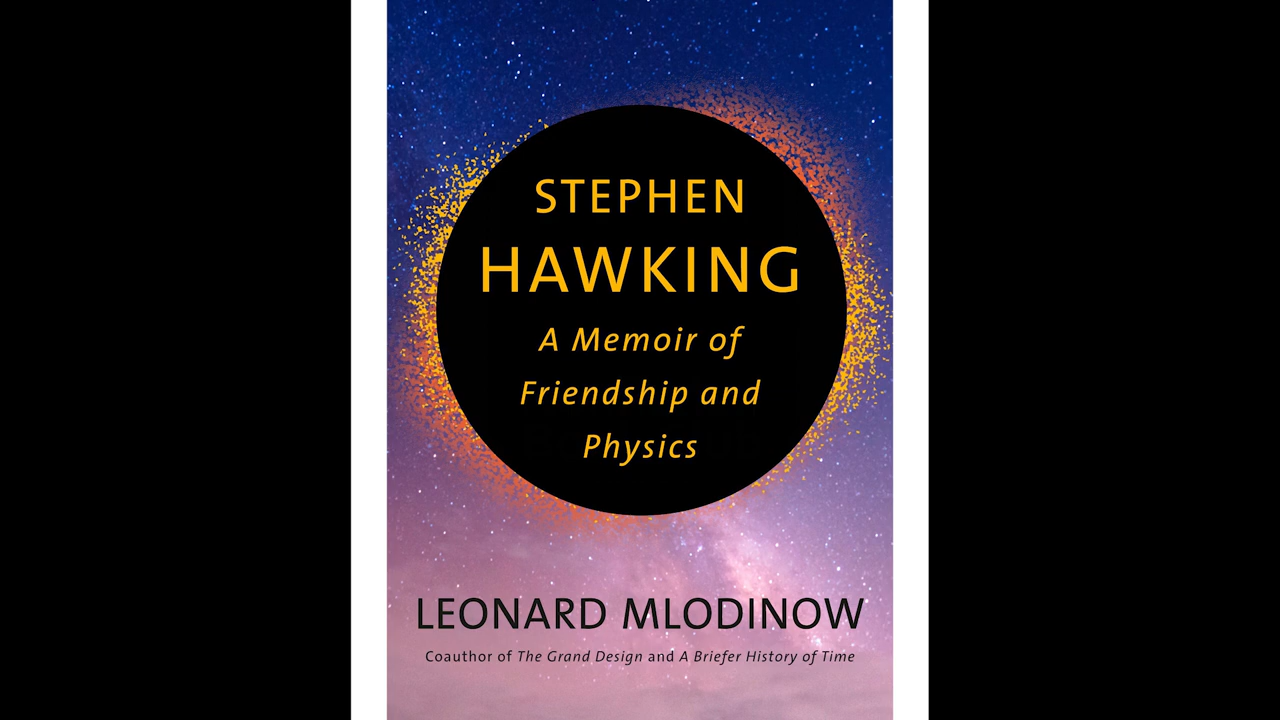 STEPHEN
HAWKING
A Memoir of
Friendship and
Physics
LEONARD MLODINOW
Coauthor of The Grand Design and A Briefer History of Time